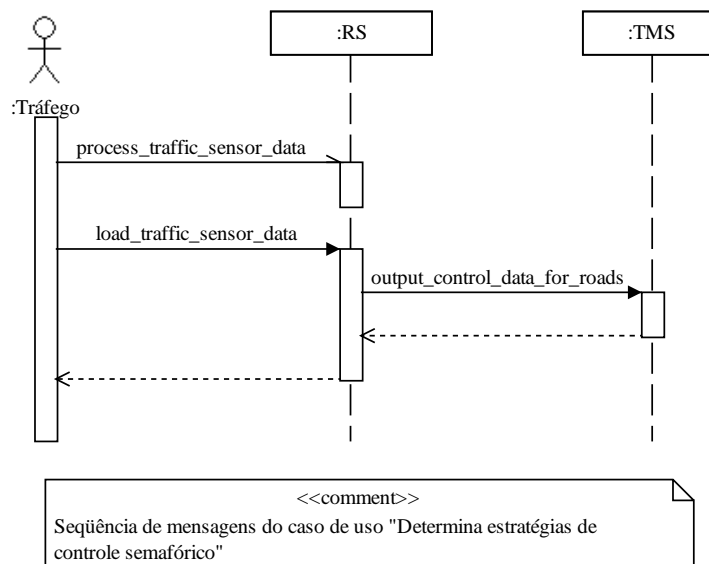 :RS
:TMS
:Tráfego
process_traffic_sensor_data
load_traffic_sensor_data
output_control_data_for_roads
<<comment>>
Seqüência de mensagens do caso de uso "Determina estratégias de
controle semafórico"